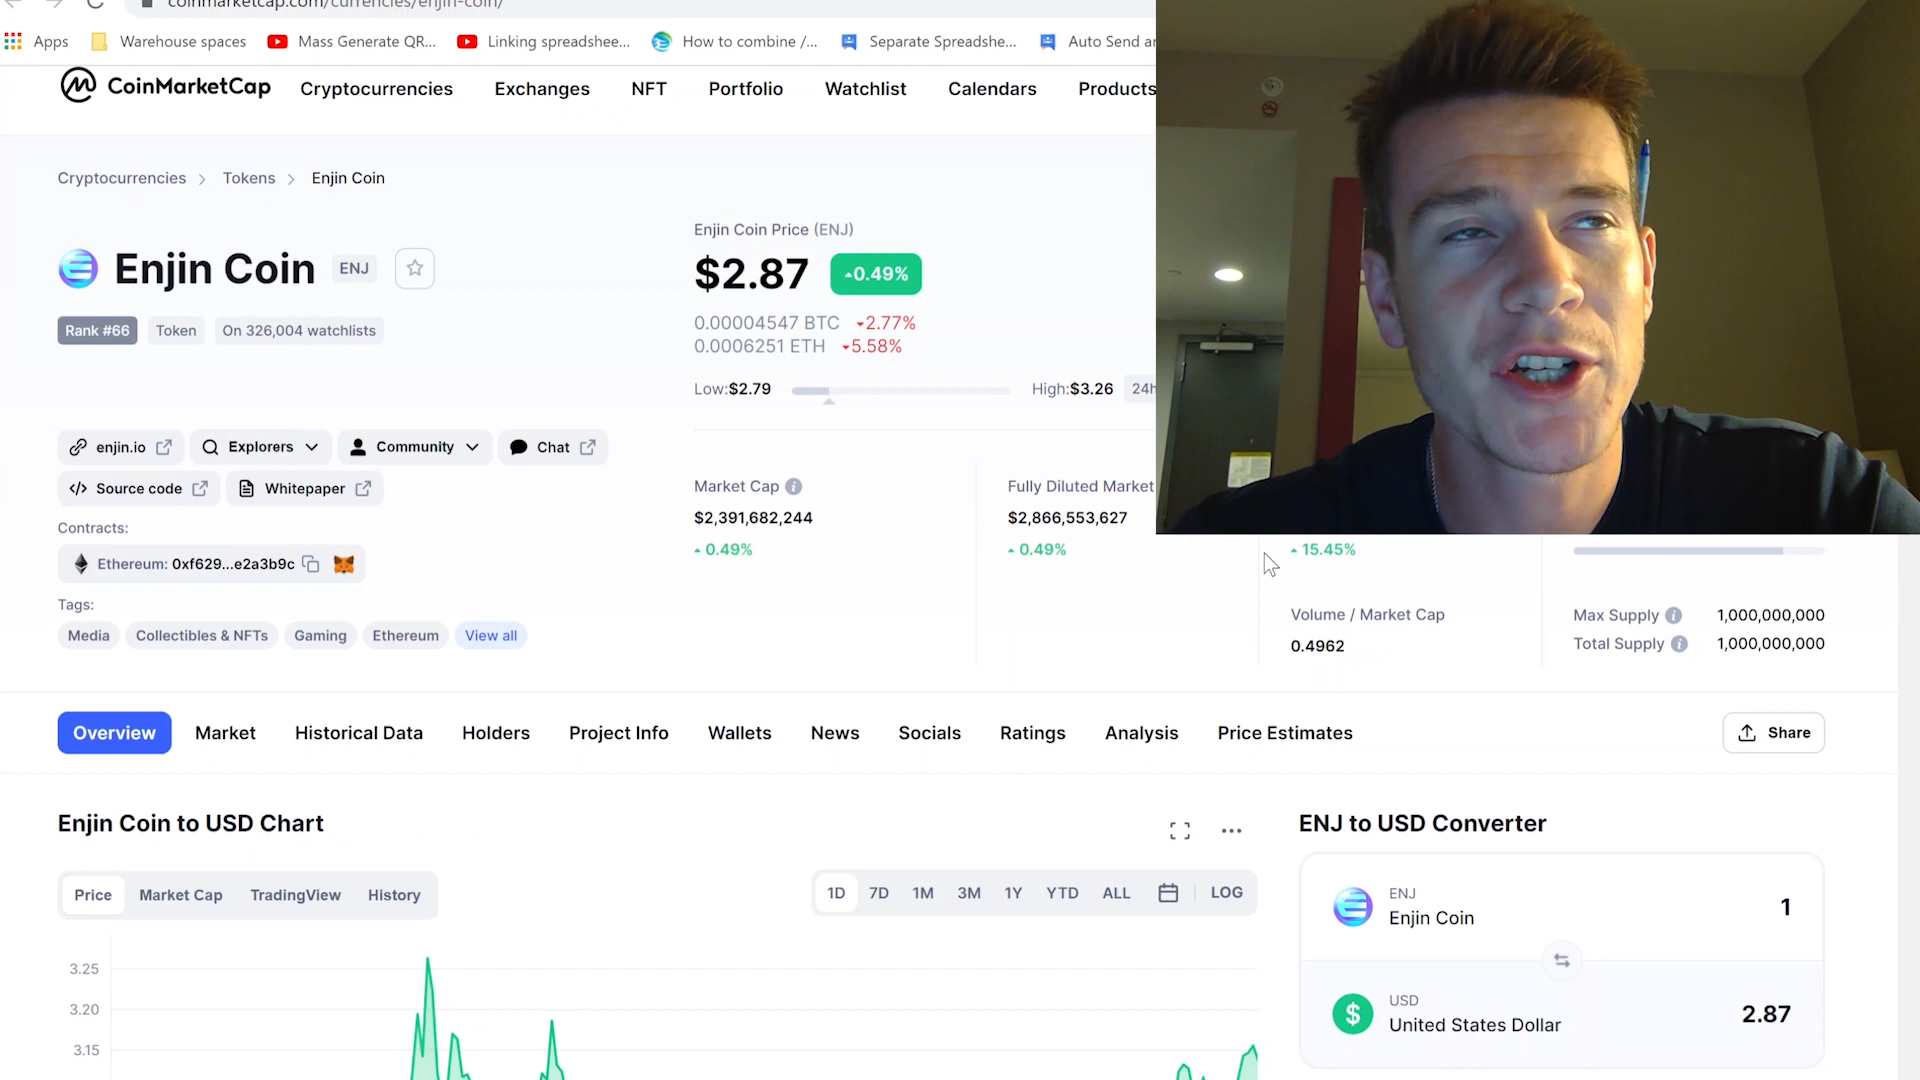 coinmarketcap.com/currencies/enjin-coin/
Apps Warehouse spaces Mass Generate QR... Linking spreadshee... How to combine /... Separate Spreadshe... Auto Send an
CoinMarketCap Cryptocurrencies Exchanges NFT Portfolio Watchlist Calendars Products
Cryptocurrencies > Tokens > Enjin Coin
Enjin Coin Price (ENJ)
Enjin Coin ENJ
$2.87 0.49%
Rank #66 Token On 326,004 watchlists
0.00004547 BTC 2.77%
0.0006251 ETH 5.58%
Low:$2.79 High:$3.26 24h
enjin.io Explorers Community Chat
Source code Whitepaper
Market Cap Fully Diluted Market
$2,391,682,244 $2,866,553,627
0.49% 0.49% 15.45%
Contracts:
Ethereum: 0xf629...e2a3b9c
Tags:
Media Collectibles & NFTs Gaming Ethereum View all
Volume / Market Cap
0.4962
Max Supply 1,000,000,000
Total Supply 1,000,000,000
Overview Market Historical Data Holders Project Info Wallets News Socials Ratings Analysis Price Estimates Share
Enjin Coin to USD Chart
Price Market Cap TradingView History
1D 7D 1M 3M 1Y YTD ALL LOG
3.25
3.20
3.15
ENJ to USD Converter
ENJ
Enjin Coin 1
USD
United States Dollar 2.87